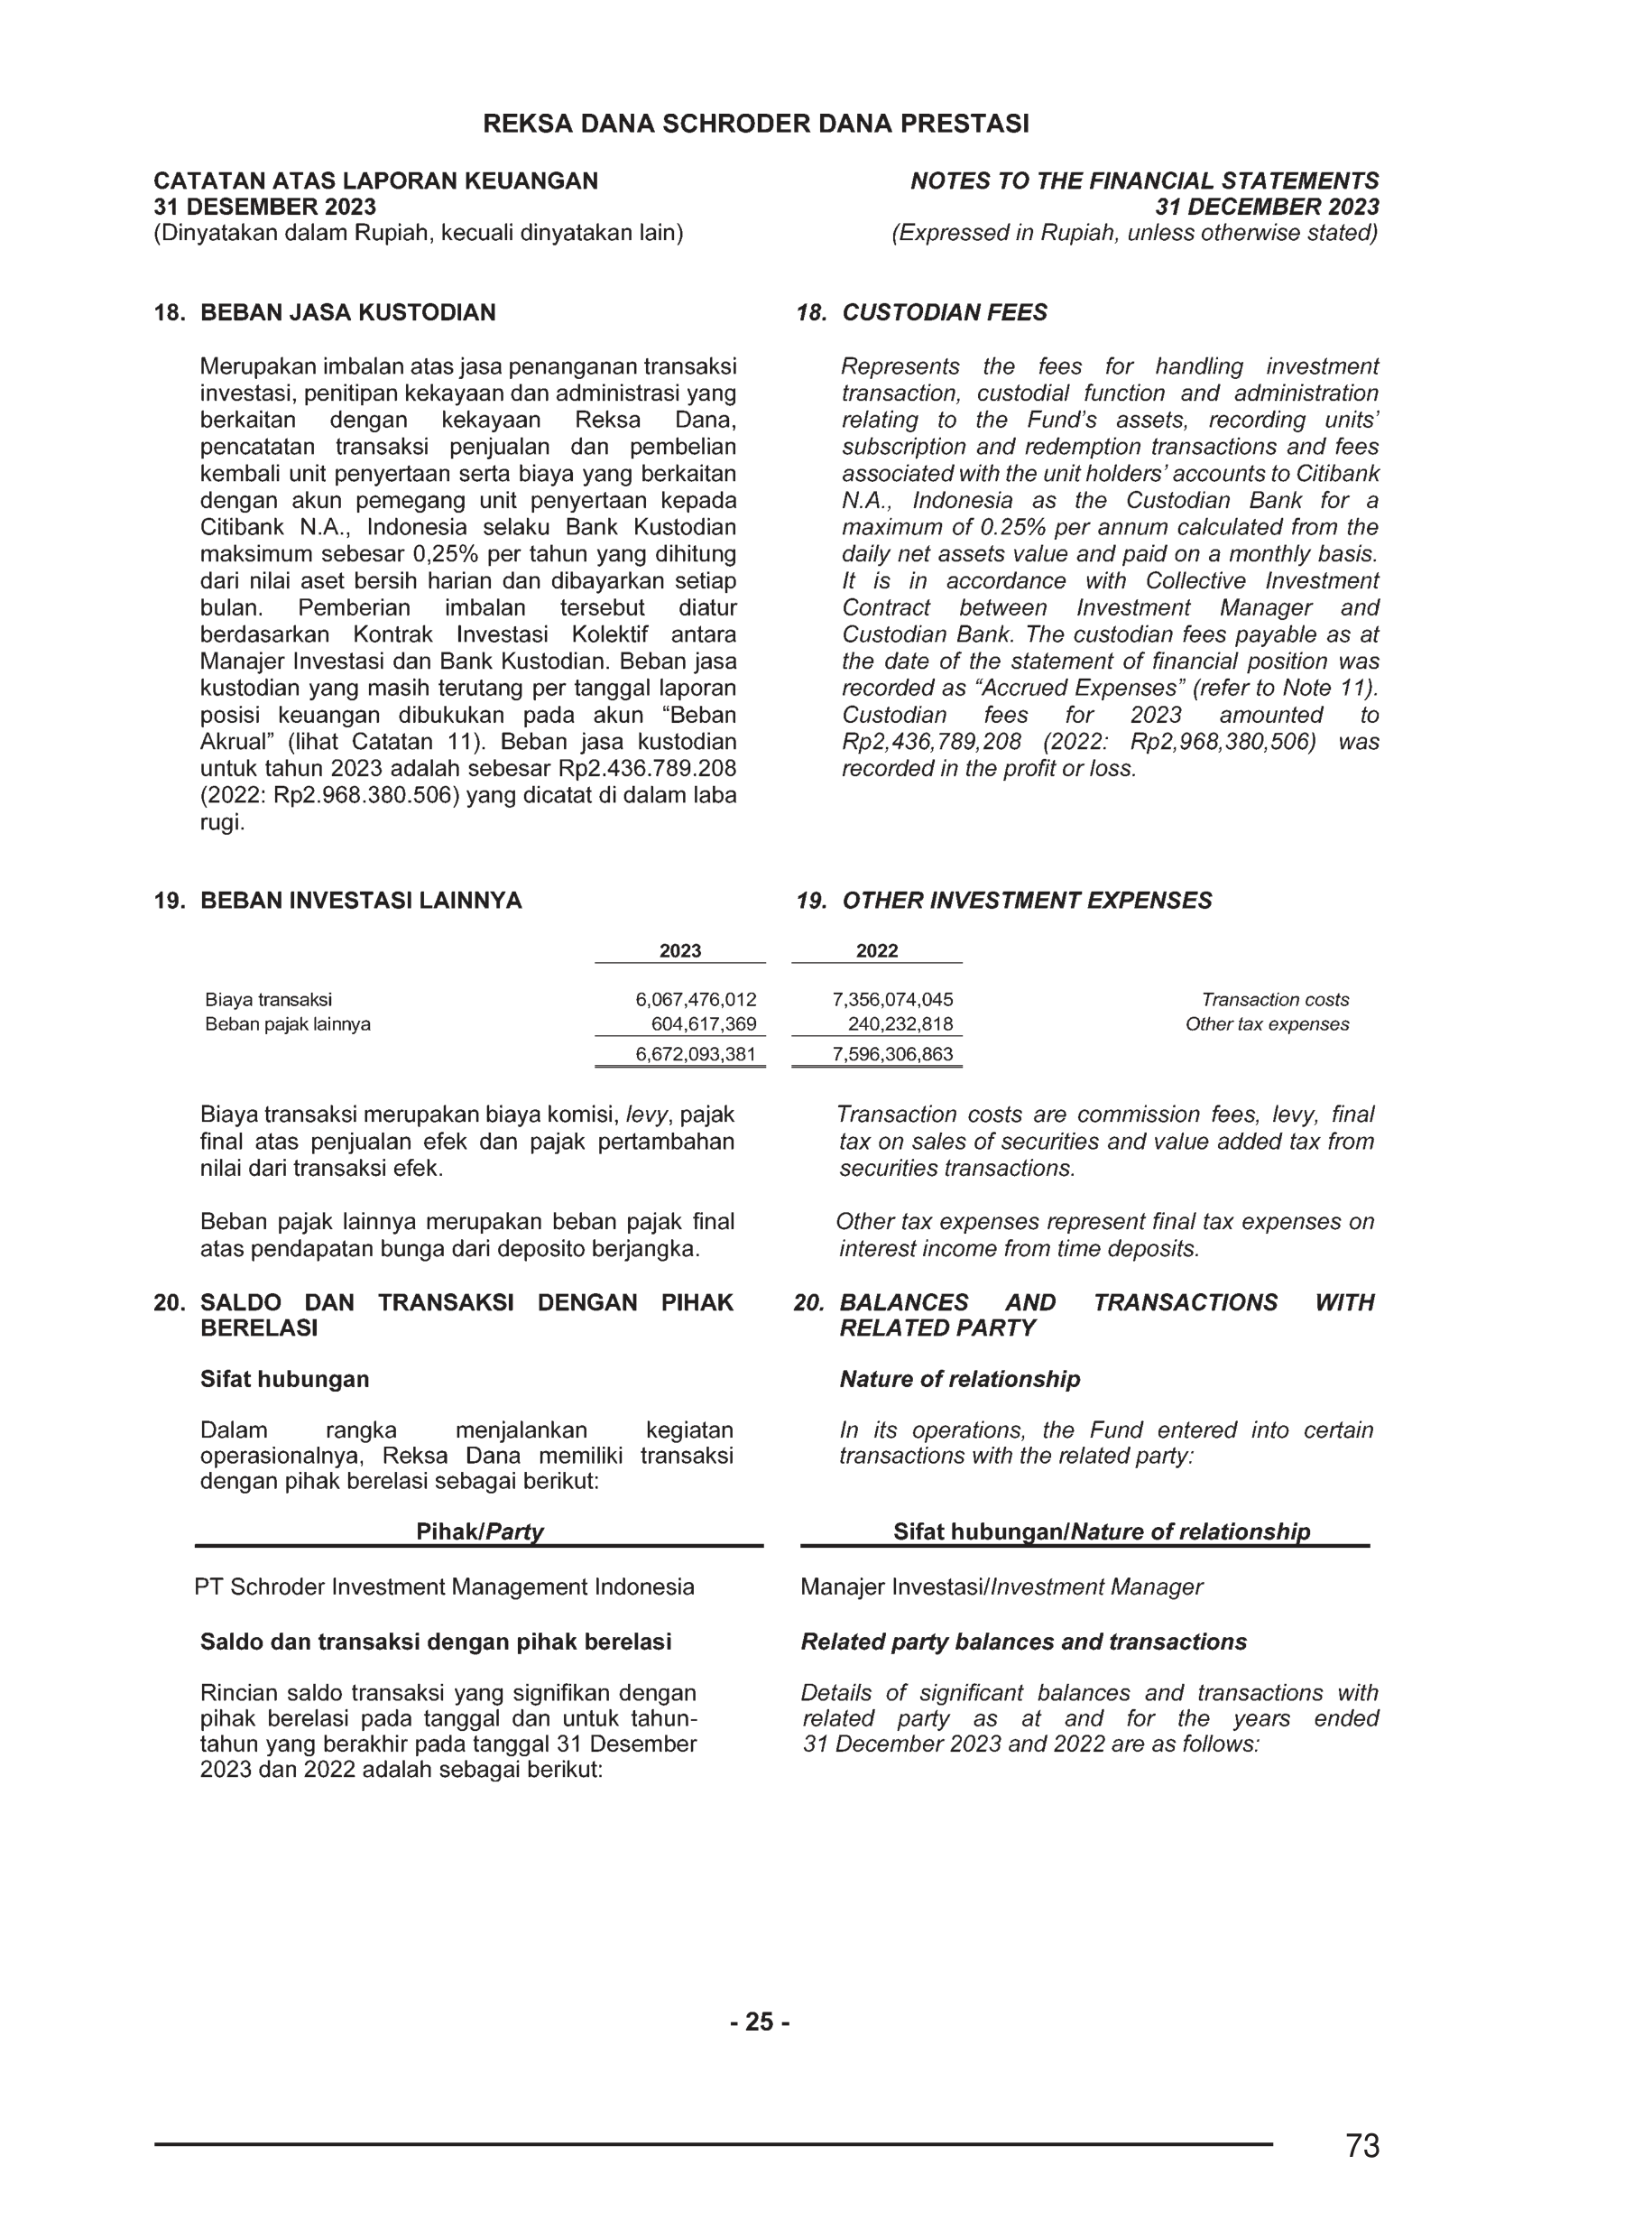 REKSA DANA SCHRODER DANA PRESTASI
CATATAN ATAS LAPORAN KEUANGAN
31 DESEMBER 2023
(Dinyatakan dalam Rupiah, kecuali dinyatakan lain)
NOTES TO THE FINANCIAL STATEMENTS
31 DECEMBER 2023
(Expressed in Rupiah, unless otherwise stated)
18. BEBAN JASA KUSTODIAN
Merupakan imbalan atas jasa penanganan transaksi
investasi, penitipan kekayaan dan administrasi yang
berkaitan dengan kekayaan Reksa Dana,
pencatatan transaksi penjualan dan pembelian
kembali unit penyertaan serta biaya yang berkaitan
dengan akun pemegang unit penyertaan kepada
Citibank N.A., Indonesia selaku Bank Kustodian
maksimum sebesar 0,25% per tahun yang dihitung
dari nilai aset bersih harian dan dibayarkan setiap
bulan. Pemberian imbalan tersebut diatur
berdasarkan Kontrak Investasi Kolektif antara
Manajer Investasi dan Bank Kustodian. Beban jasa
kustodian yang masih terutang per tanggal laporan
posisi keuangan dibukukan pada akun “Beban
Akrual” (lihat Catatan 11). Beban jasa kustodian
untuk tahun 2023 adalah sebesar Rp2.436.789.208
(2022: Rp2.968.380.506) yang dicatat di dalam laba
rugi.
18. CUSTODIAN FEES
Represents the fees for handling investment
transaction, custodial function and administration
relating to the Fund’s assets, recording units’
subscription and redemption transactions and fees
associated with the unit holders’ accounts to Citibank
N.A., Indonesia as the Custodian Bank for a
maximum of 0.25% per annum calculated from the
daily net assets value and paid on a monthly basis.
It is in accordance with Collective Investment
Contract between Investment Manager and
Custodian Bank. The custodian fees payable as at
the date of the statement of financial position was
recorded as “Accrued Expenses” (refer to Note 11).
Custodian fees for 2023 amounted to
Rp2,436,789,208 (2022: Rp2,968,380,506) was
recorded in the profit or loss.
19. BEBAN INVESTASI LAINNYA
19. OTHER INVESTMENT EXPENSES
2023 2022
Biaya transaksi 6,067,476,012 7,356,074,045 Transaction costs
Beban pajak lainnya 604,617,369 240,232,818 Other tax expenses
6,672,093,381 7,596,306,863
Biaya transaksi merupakan biaya komisi, levy, pajak
final atas penjualan efek dan pajak pertambahan
nilai dari transaksi efek.
Transaction costs are commission fees, levy, final
tax on sales of securities and value added tax from
securities transactions.
Beban pajak lainnya merupakan beban pajak final
atas pendapatan bunga dari deposito berjangka.
Other tax expenses represent final tax expenses on
interest income from time deposits.
20. SALDO DAN TRANSAKSI DENGAN PIHAK
BERELASI
20. BALANCES AND TRANSACTIONS WITH
RELATED PARTY
Sifat hubungan
Nature of relationship
Dalam rangka menjalankan kegiatan
operasionalnya, Reksa Dana memiliki transaksi
dengan pihak berelasi sebagai berikut:
In its operations, the Fund entered into certain
transactions with the related party:
Pihak/Party Sifat hubungan/Nature of relationship
PT Schroder Investment Management Indonesia Manajer Investasi/Investment Manager
Saldo dan transaksi dengan pihak berelasi
Related party balances and transactions
Rincian saldo transaksi yang signifikan dengan
pihak berelasi pada tanggal dan untuk tahun-
tahun yang berakhir pada tanggal 31 Desember
2023 dan 2022 adalah sebagai berikut:
Details of significant balances and transactions with
related party as at and for the years ended
31 December 2023 and 2022 are as follows:
- 25 -
73